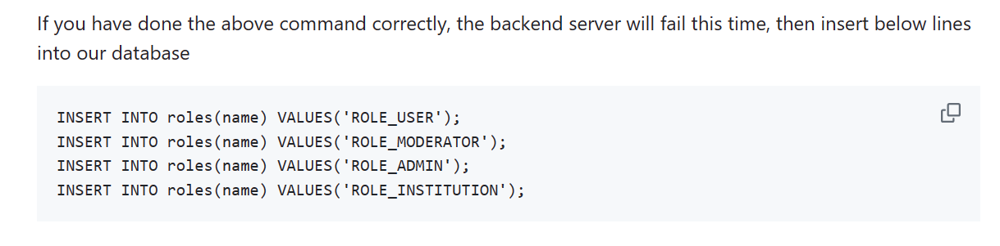 If you have done the above command correctly, the backend server will fail this time, then insert below lines
into our database
INSERT INTO roles(name) VALUES('ROLE_USER');
INSERT INTO roles(name) VALUES('ROLE_MODERATOR');
INSERT INTO roles(name) VALUES('ROLE_ADMIN');
INSERT INTO roles(name) VALUES('ROLE_INSTITUTION');